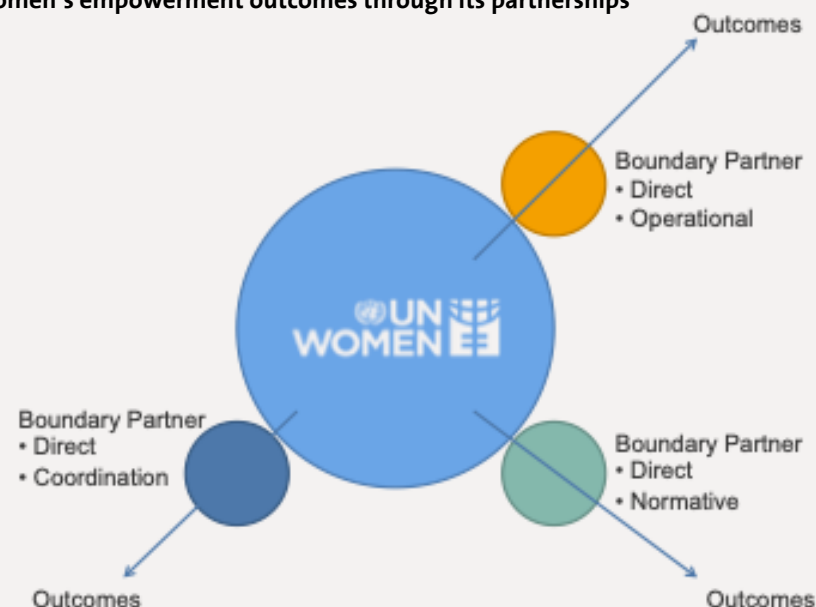 women's empowerment outcomes through its partnerships
Outcomes
Boundary Partner
• Direct
• Operational
UN
WOMEN
Boundary Partner
• Direct
• Coordination
Boundary Partner
• Direct
• Normative
Outcomes
Outcomes